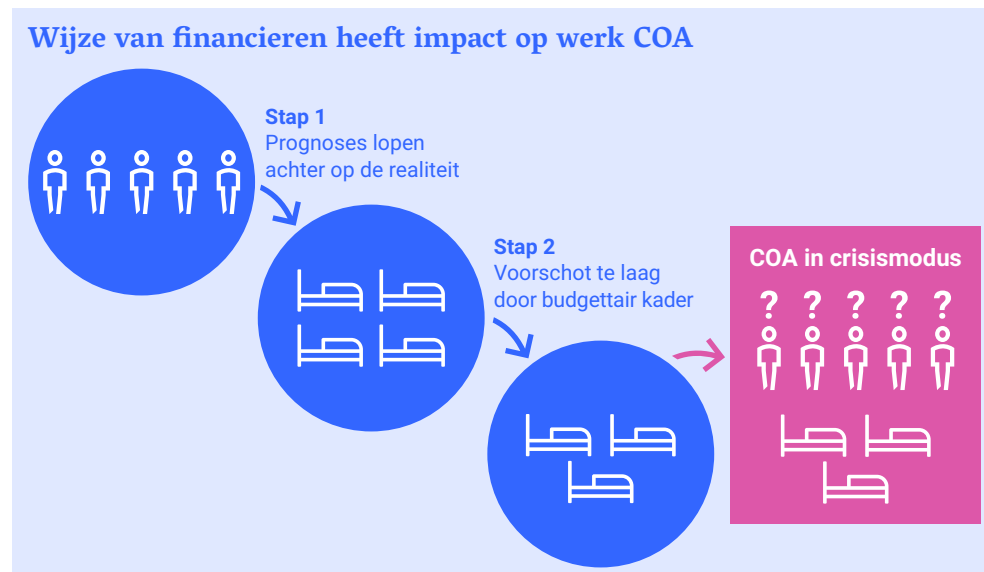 Wijze van financieren heeft impact op werk COA
Stap 1
Prognoses lopen
achter op de realiteit
Stap 2
Voorschot te laag
door budgettair kader
COA in crisismodus
? ? ? ? ?